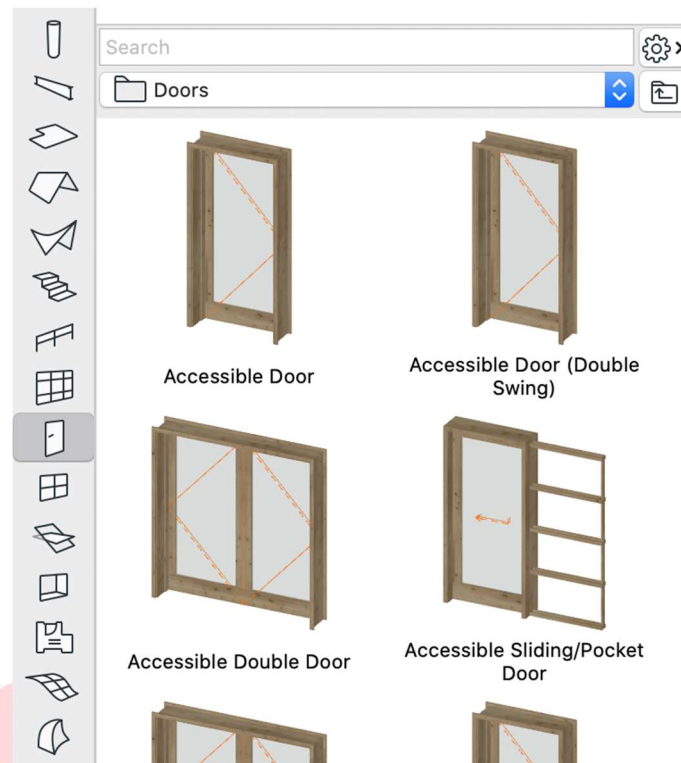 Search
Doors
Accessible Door
Accessible Door (Double
Swing)
Accessible Double Door
Accessible Sliding/Pocket
Door